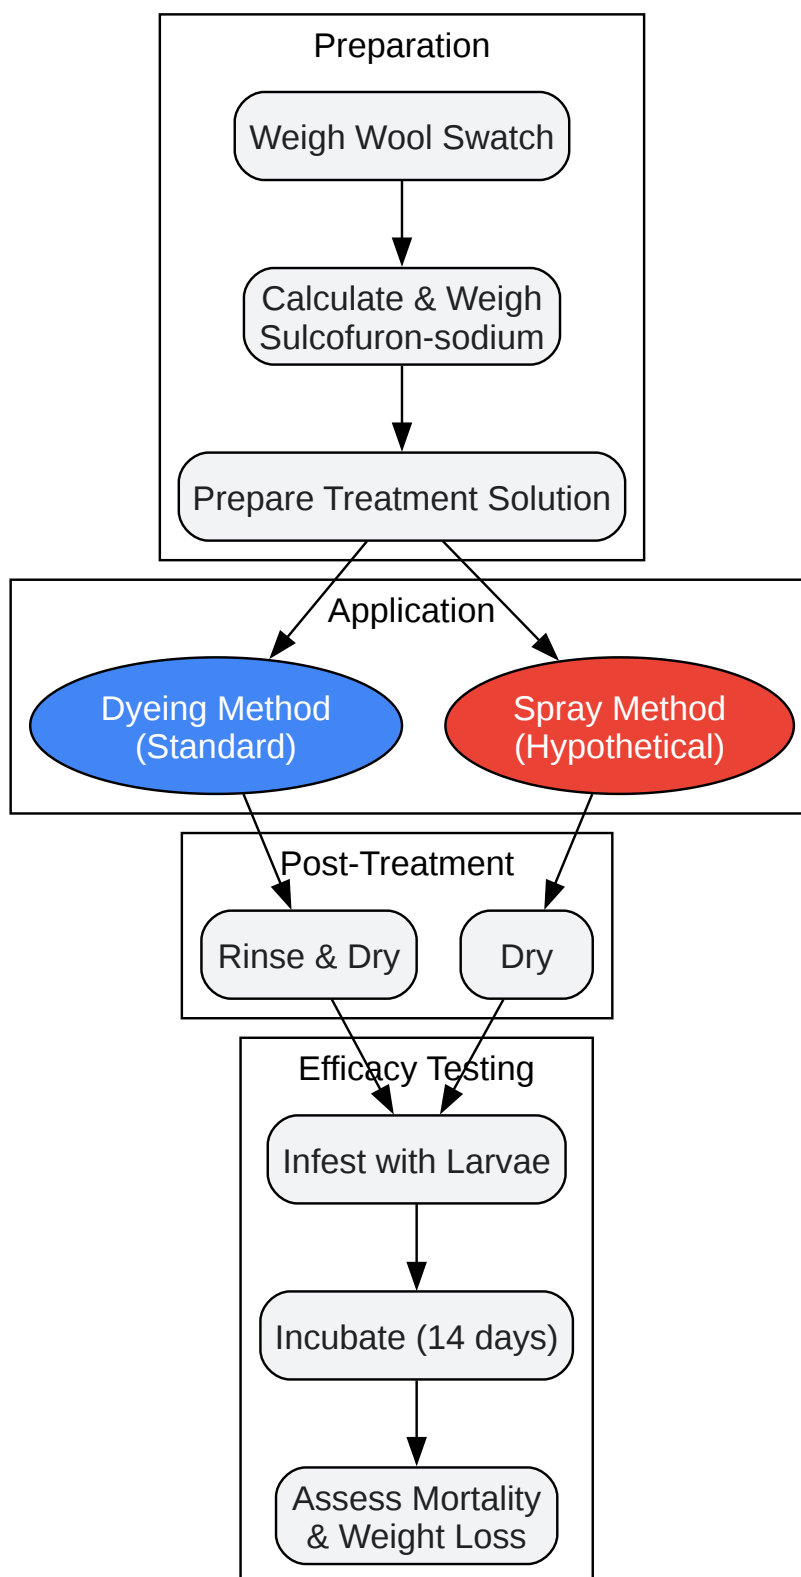 Preparation
Weigh Wool Swatch
Calculate & Weigh
Sulcofuron-sodium
Prepare Treatment Solution
Application
Dyeing Method
(Standard)
Spray Method
(Hypothetical)
Post-Treatment
Rinse & Dry
Dry
Efficacy Testing
Infest with Larvae
Incubate (14 days)
Assess Mortality
& Weight Loss